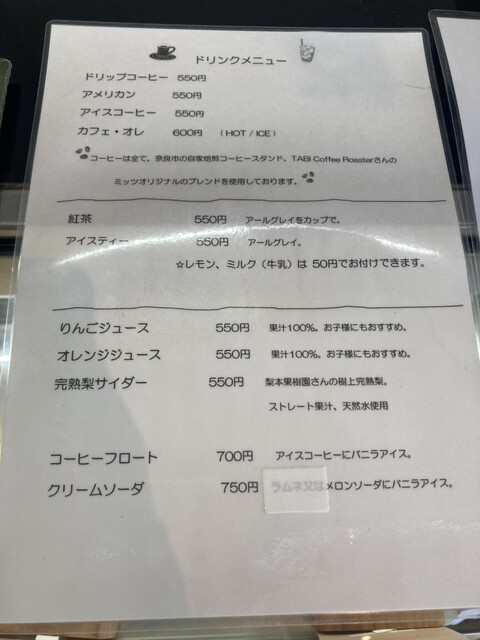 ドリンクメニュー
ドリップコーヒー 550円
アメリカン 550円
アイスコーヒー 550円
カフェ・オレ 600円 (HOT / ICE)
コーヒーは全て、奈良市の自家焙煎コーヒースタンド、TABI Coffee Roasterさんの
ミッツオリジナルのブレンドを使用しております。
紅茶 550円 アールグレイをカップで。
アイスティー 550円 アールグレイ。
☆レモン、ミルク（牛乳）は 50円でお付けできます。
りんごジュース 550円 果汁100%。お子様にもおすすめ。
オレンジジュース 550円 果汁100%。お子様にもおすすめ。
完熟梨サイダー 550円 梨本果樹園さんの樹上完熟梨。
ストレート果汁、天然水使用
コーヒーフロート 700円 アイスコーヒーにバニラアイス。
クリームソーダ 750円 ラムネ又はメロンソーダにバニラアイス。